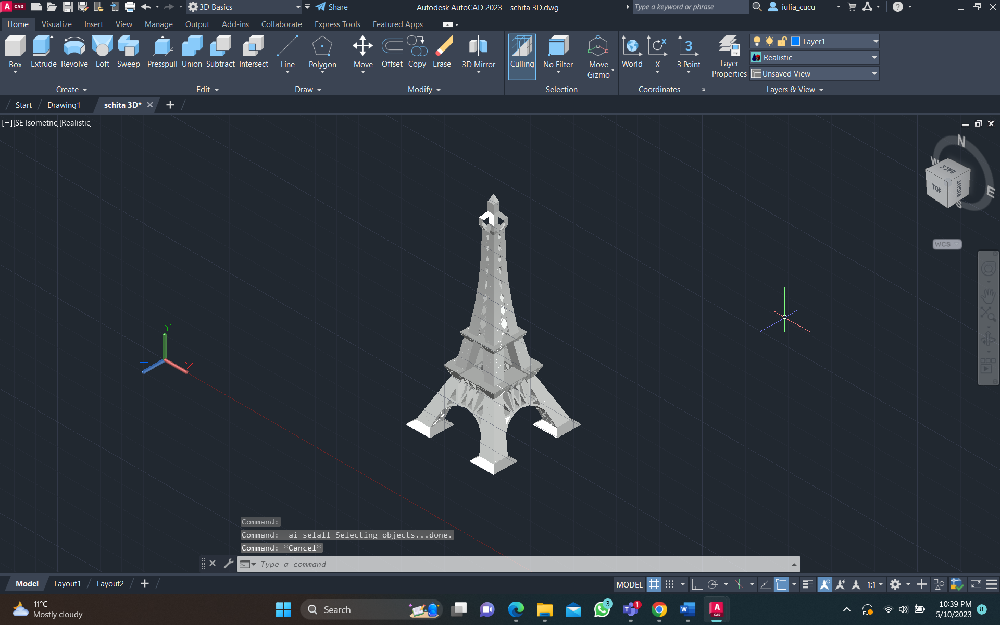 A CAD
3D Basics
Share
Autodesk AutoCAD 2023 schita 3D.dwg
Type a keyword or phrase
iulia_cucu
?
Home Visualize Insert View Manage Output Add-ins Collaborate Express Tools Featured Apps
Box Extrude Revolve Loft Sweep
Presspull Union Subtract Intersect
Line Polygon
Move Offset Copy Erase 3D Mirror
Culling No Filter Move Gizmo
World X 3 Point
Layer Properties
Layer1
Realistic
Unsaved View
Create Edit Draw Modify Selection Coordinates Layers & View
Start Drawing1 schita 3D*
[−][SE Isometric][Realistic]
N
W
BACK
TOP
RIGHT
E
WCS
Y
Z
X
Command:
Command: _ai_selall Selecting objects...done.
Command: *Cancel*
Type a command
Model Layout1 Layout2
MODEL
1:1
11°C
Mostly cloudy
Search
3
1
A CAD
10:39 PM
5/10/2023
8